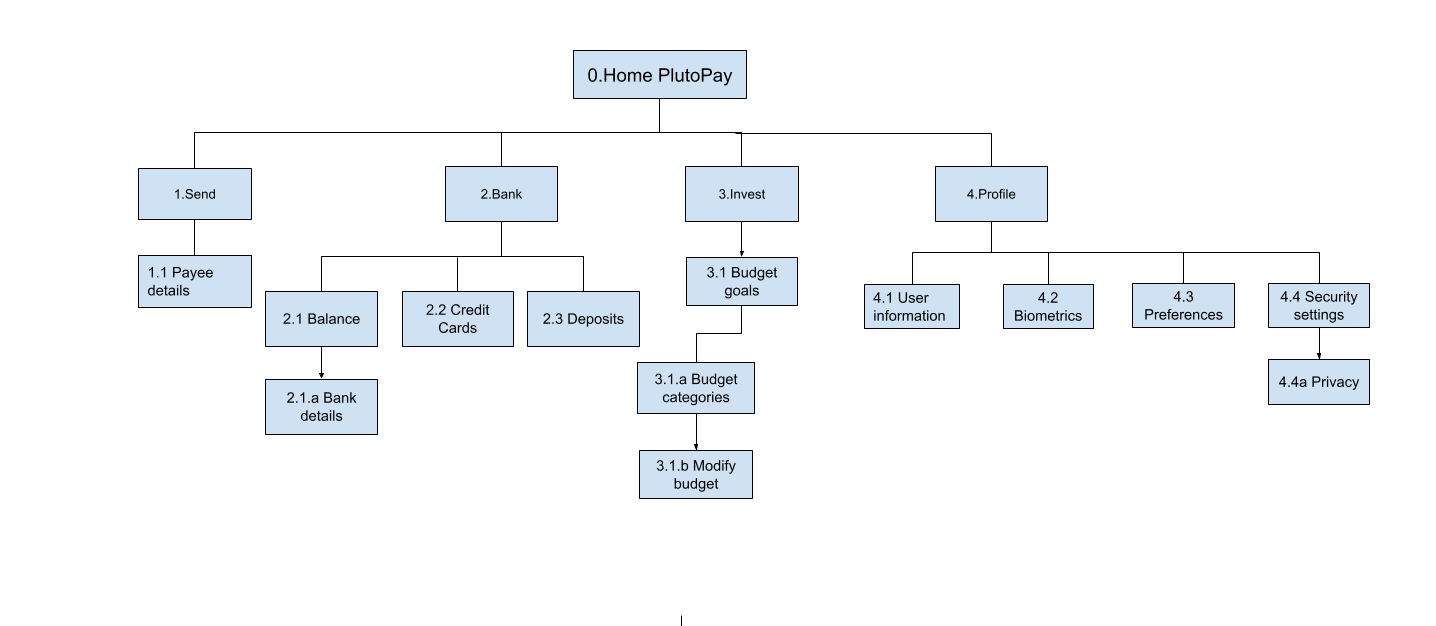 0.Home PlutoPay
1.Send
2.Bank
3.Invest
4.Profile
1.1 Payee
details
2.1 Balance
2.2 Credit
Cards
2.3 Deposits
3.1 Budget
goals
4.1 User
information
4.2
Biometrics
4.3
Preferences
4.4 Security
settings
2.1.a Bank
details
3.1.a Budget
categories
4.4a Privacy
3.1.b Modify
budget